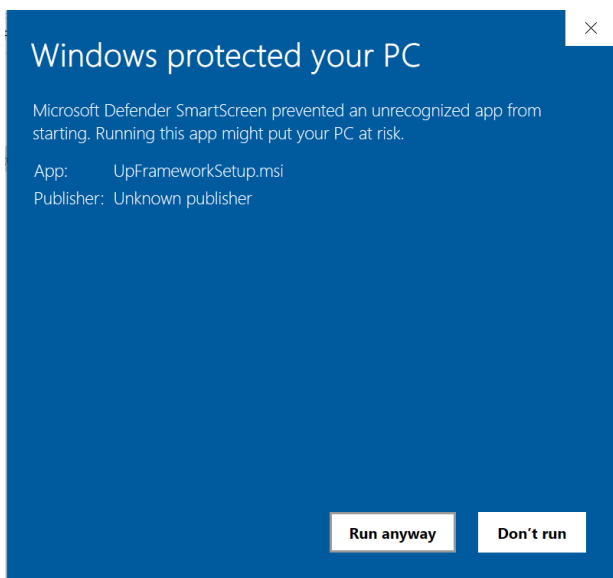 Windows protected your PC
Microsoft Defender SmartScreen prevented an unrecognized app from
starting. Running this app might put your PC at risk.
App: UpFrameworkSetup.msi
Publisher: Unknown publisher
Run anyway Don’t run